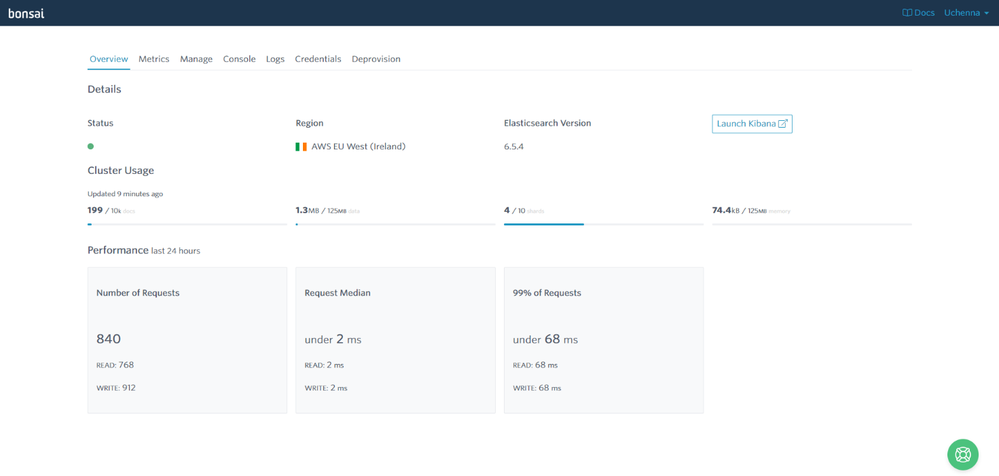 bonsai
Docs Uchenna
Overview Metrics Manage Console Logs Credentials Deprovision
Details
Status Region Elasticsearch Version Launch Kibana
AWS EU West (Ireland) 6.5.4
Cluster Usage
Updated 9 minutes ago
199 / 10k docs 1.3MB / 125MB data 4 / 10 shards 74.4kB / 125MB memory
Performance last 24 hours
Number of Requests Request Median 99% of Requests
840 under 2 ms under 68 ms
READ: 768 READ: 2 ms READ: 68 ms
WRITE: 912 WRITE: 2 ms WRITE: 68 ms